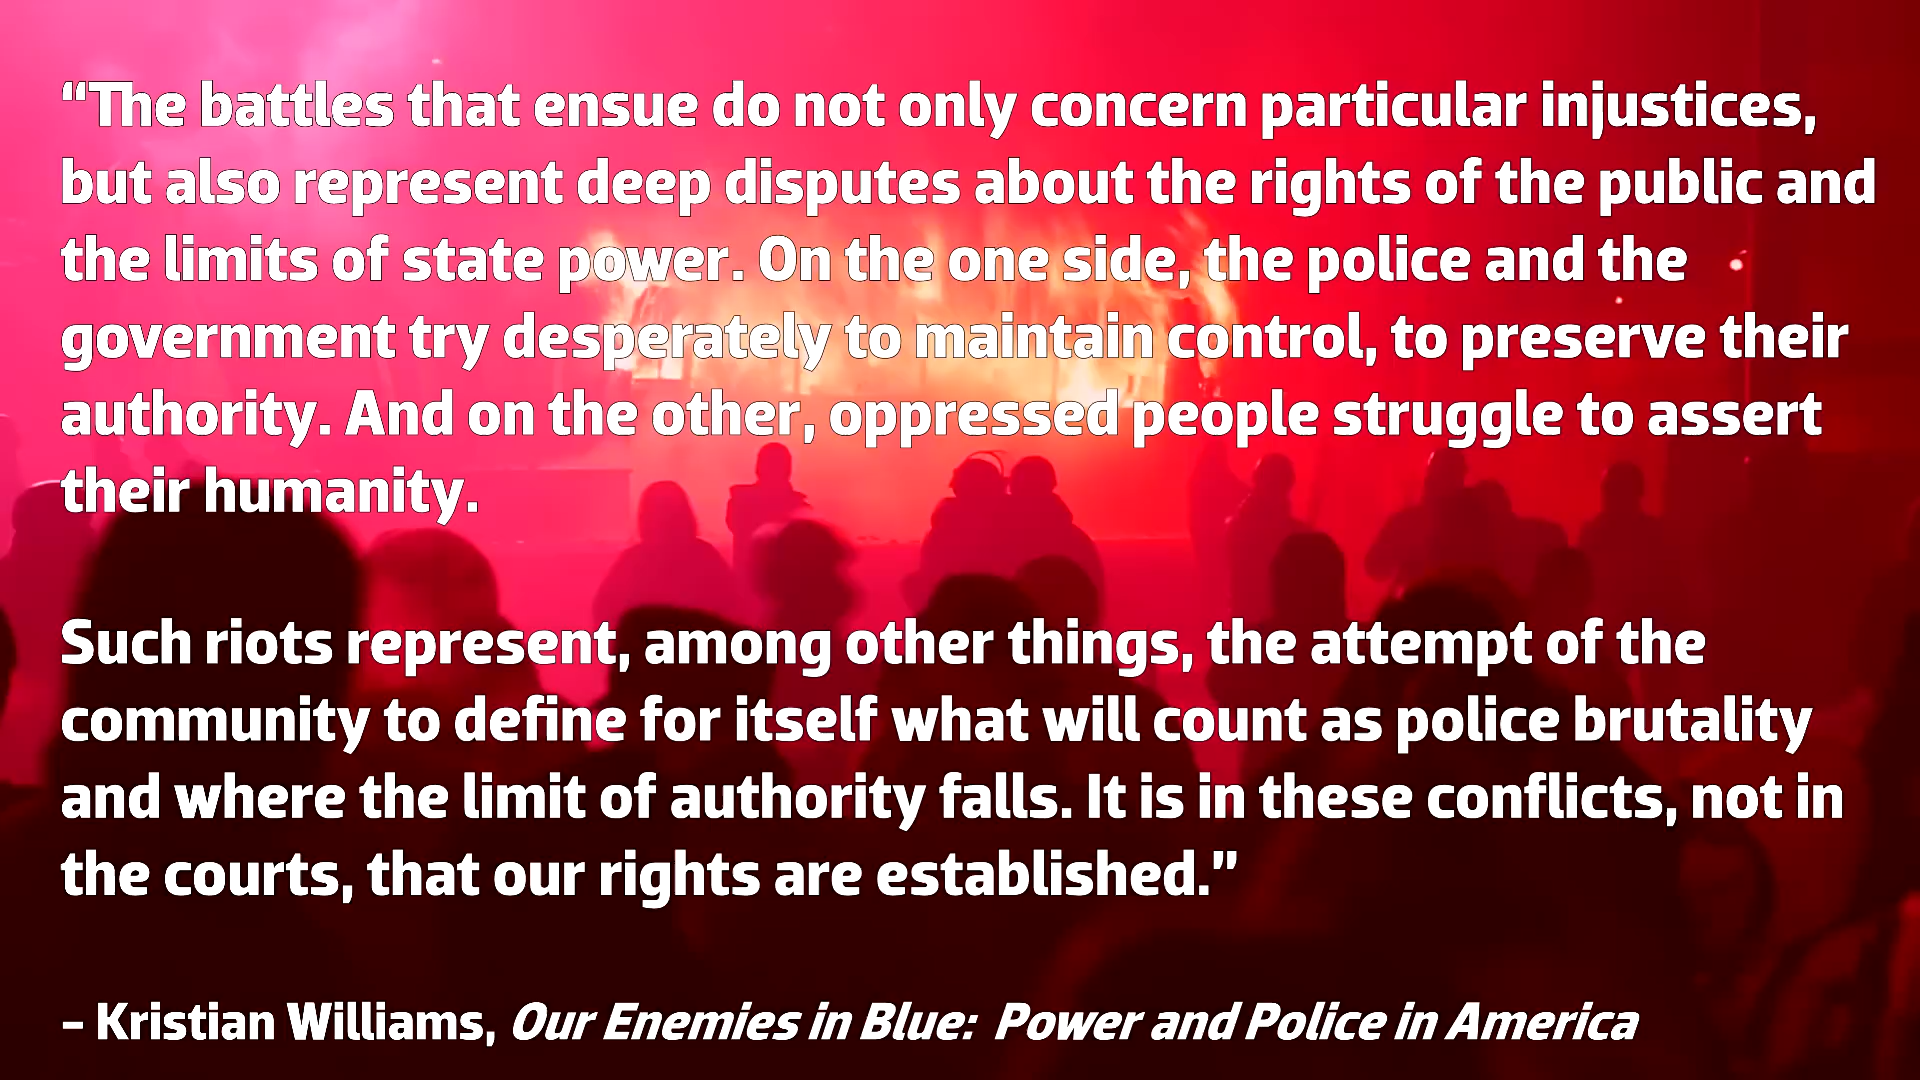 “The battles that ensue do not only concern particular injustices,
but also represent deep disputes about the rights of the public and
the limits of state power. On the one side, the police and the
government try desperately to maintain control, to preserve their
authority. And on the other, oppressed people struggle to assert
their humanity.
Such riots represent, among other things, the attempt of the
community to define for itself what will count as police brutality
and where the limit of authority falls. It is in these conflicts, not in
the courts, that our rights are established.”
– Kristian Williams, Our Enemies in Blue: Power and Police in America